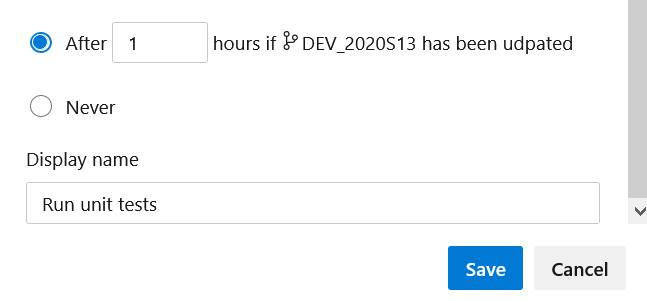 After 1 hours if DEV_2020S13 has been udpated
Never
Display name
Run unit tests
Save Cancel